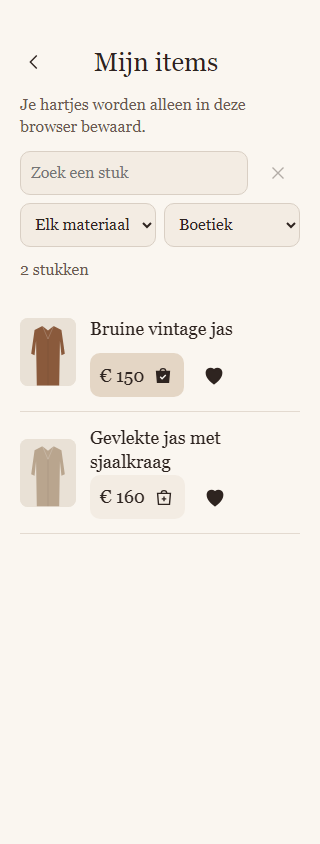 Mijn items
Je hartjes worden alleen in deze
browser bewaard.
Zoek een stuk
Elk materiaal
Boetiek
2 stukken
Bruine vintage jas
€ 150
Gevlekte jas met
sjaalkraag
€ 160